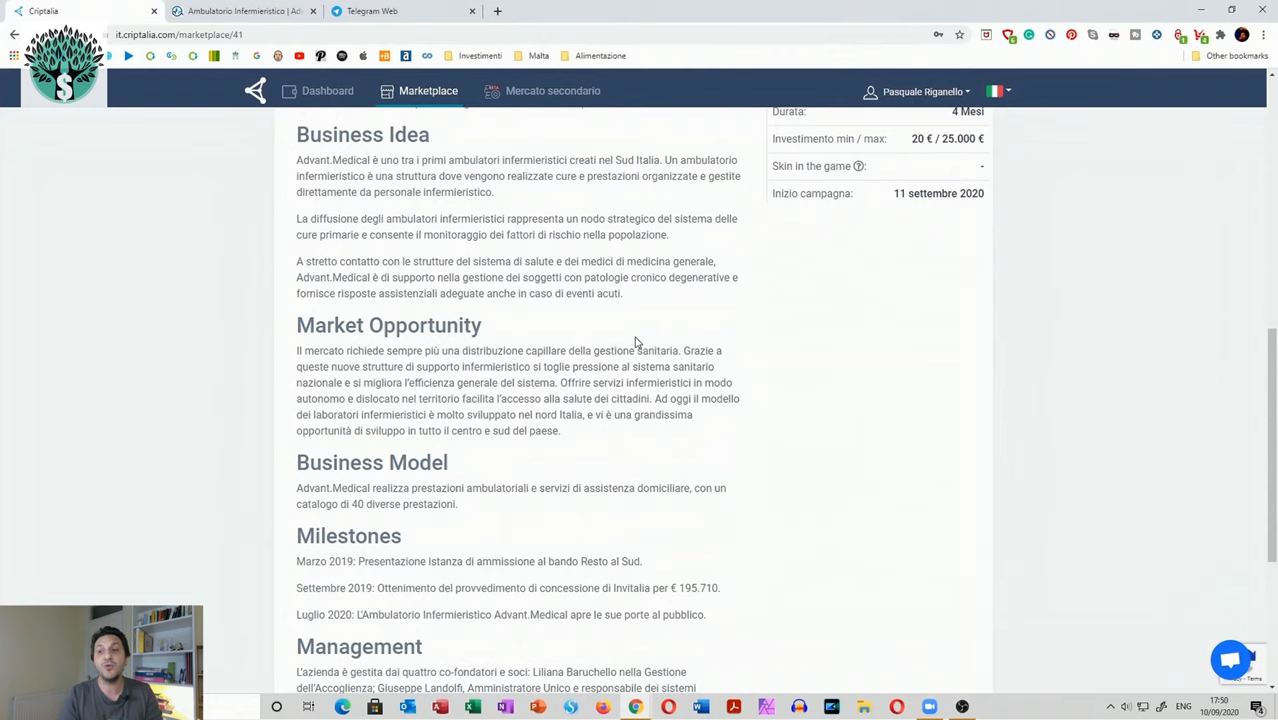 Criptalia
Ambulatorio Infermieristico | Adv
Telegram Web
it.criptalia.com/marketplace/41
Investimenti
Malta
Alimentazione
Other bookmarks
S
Dashboard
Marketplace
BETA
Mercato secondario
Pasquale Riganello
Durata: 4 Mesi
Investimento min / max: 20 € / 25.000 €
Skin in the game ?: -
Inizio campagna: 11 settembre 2020
Business Idea
Advant.Medical è uno tra i primi ambulatori infermieristici creati nel Sud Italia. Un ambulatorio
infermieristico è una struttura dove vengono realizzate cure e prestazioni organizzate e gestite
direttamente da personale infermieristico.
La diffusione degli ambulatori infermieristici rappresenta un nodo strategico del sistema delle
cure primarie e consente il monitoraggio dei fattori di rischio nella popolazione.
A stretto contatto con le strutture del sistema di salute e dei medici di medicina generale,
Advant.Medical è di supporto nella gestione dei soggetti con patologie cronico degenerative e
fornisce risposte assistenziali adeguate anche in caso di eventi acuti.
Market Opportunity
Il mercato richiede sempre più una distribuzione capillare della gestione sanitaria. Grazie a
queste nuove strutture di supporto infermieristico si toglie pressione al sistema sanitario
nazionale e si migliora l'efficienza generale del sistema. Offrire servizi infermieristici in modo
autonomo e dislocato nel territorio facilita l'accesso alla salute dei cittadini. Ad oggi il modello
dei laboratori infermieristici è molto sviluppato nel nord Italia, e vi è una grandissima
opportunità di sviluppo in tutto il centro e sud del paese.
Business Model
Advant.Medical realizza prestazioni ambulatoriali e servizi di assistenza domiciliare, con un
catalogo di 40 diverse prestazioni.
Milestones
Marzo 2019: Presentazione istanza di ammissione al bando Resto al Sud.
Settembre 2019: Ottenimento del provvedimento di concessione di Invitalia per € 195.710.
Luglio 2020: L'Ambulatorio Infermieristico Advant.Medical apre le sue porte al pubblico.
Management
L'azienda è gestita dai quattro co-fondatori e soci: Liliana Baruchello nella Gestione
dell'Accoglienza; Giuseppe Landolfi, Amministratore Unico e responsabile dei sistemi
- Terms
ENG
17:50
10/09/2020